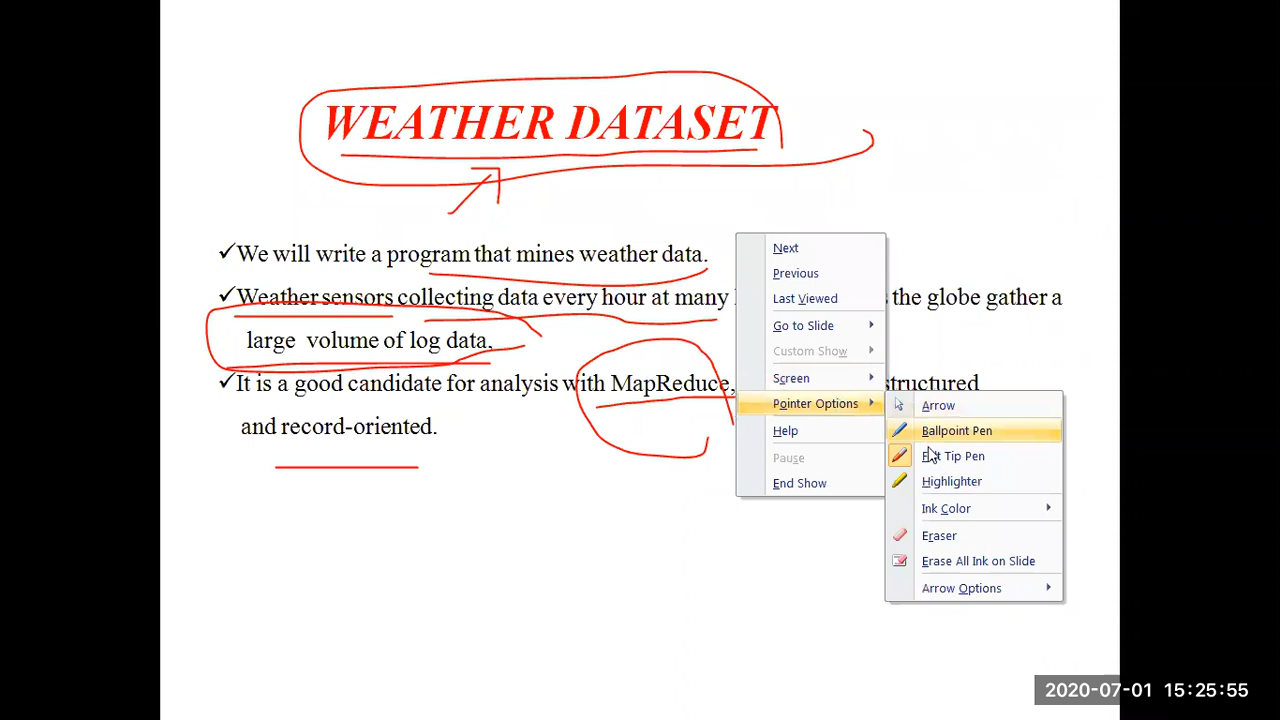 WEATHER DATASET
✓We will write a program that mines weather data.
✓Weather sensors collecting data every hour at many the globe gather a
large volume of log data,
✓It is a good candidate for analysis with MapReduce, structured
and record-oriented.
Next
Previous
Last Viewed
Go to Slide
Custom Show
Screen
Pointer Options
Help
Pause
End Show
Arrow
Ballpoint Pen
Felt Tip Pen
Highlighter
Ink Color
Eraser
Erase All Ink on Slide
Arrow Options
2020-07-01 15:25:55